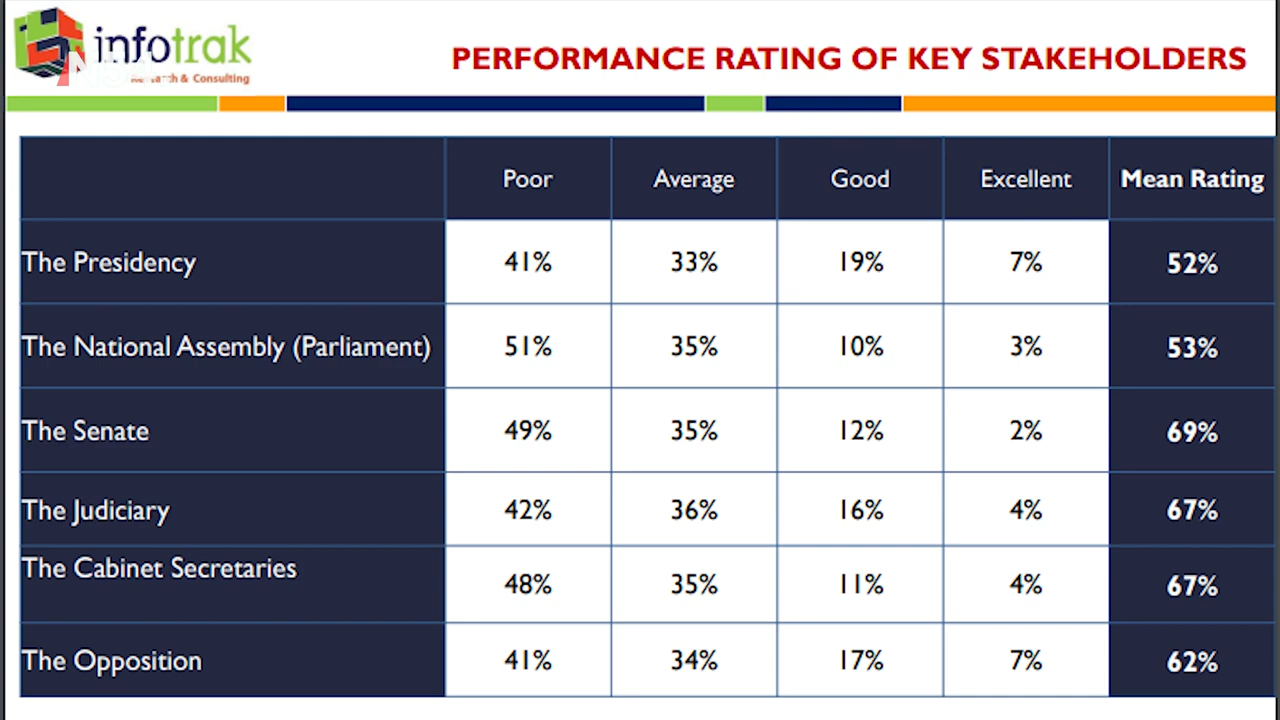 infotrak
Research & Consulting
PERFORMANCE RATING OF KEY STAKEHOLDERS
Poor Average Good Excellent Mean Rating
The Presidency 41% 33% 19% 7% 52%
The National Assembly (Parliament) 51% 35% 10% 3% 53%
The Senate 49% 35% 12% 2% 69%
The Judiciary 42% 36% 16% 4% 67%
The Cabinet Secretaries 48% 35% 11% 4% 67%
The Opposition 41% 34% 17% 7% 62%